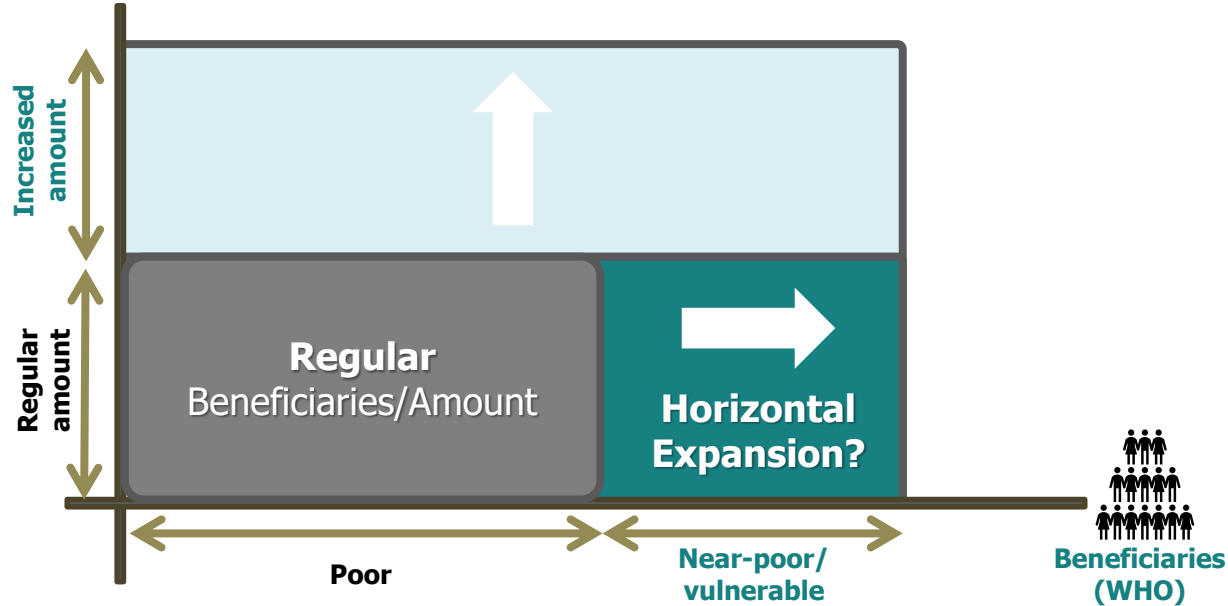 Increased
amount
Regular
amount
Regular
Beneficiaries/Amount
Horizontal
Expansion?
Poor
Near-poor/
vulnerable
Beneficiaries
(WHO)